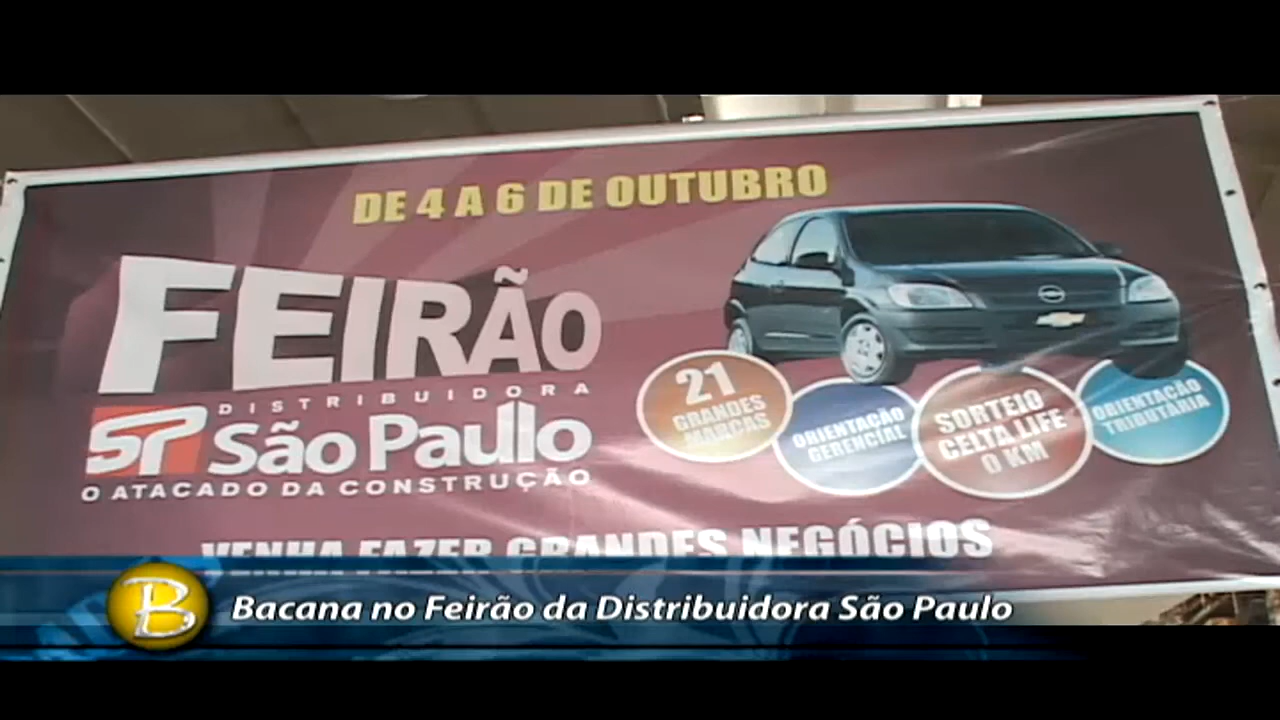 DE 4 A 6 DE OUTUBRO
FEIRÃO
DISTRIBUIDORA
SP São Paulo
O ATACADO DA CONSTRUÇÃO
21
GRANDES
MARCAS
ORIENTAÇÃO
GERENCIAL
SORTEIO
CELTA LIFE
0 KM
ORIENTAÇÃO
TRIBUTÁRIA
VENHA FAZER GRANDES NEGÓCIOS
B Bacana no Feirão da Distribuidora São Paulo